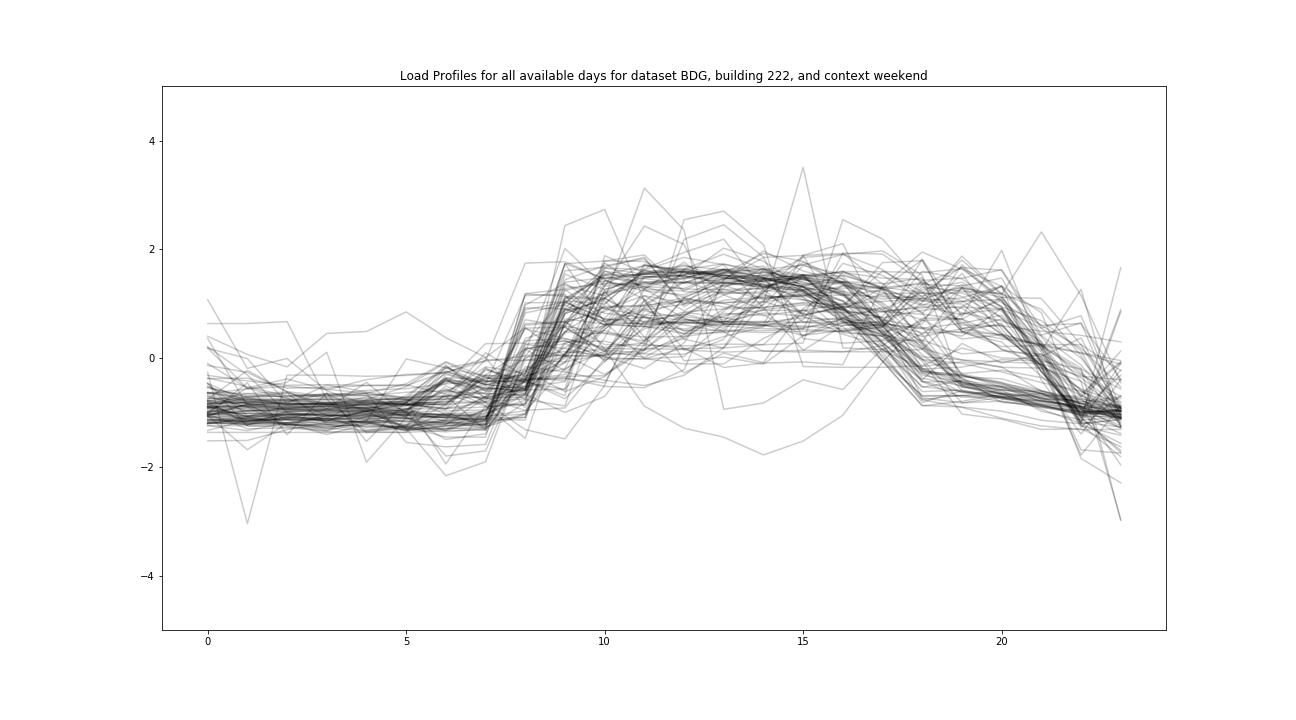 Load Profiles for all available days for dataset BDG, building 222, and context weekend
4
2
0
−2
−4
0 5 10 15 20